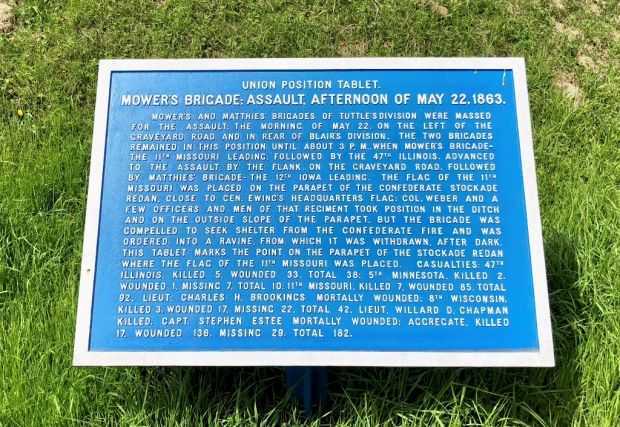 UNION POSITION TABLET.
MOWER'S BRIGADE: ASSAULT, AFTERNOON OF MAY 22, 1863.
MOWER'S AND MATTHIES' BRIGADES OF TUTTLE'S DIVISION WERE MASSED
FOR THE ASSAULT, THE MORNING OF MAY 22, ON THE LEFT OF THE
GRAVEYARD ROAD AND IN REAR OF BLAIR'S DIVISION. THE TWO BRIGADES
REMAINED IN THIS POSITION UNTIL ABOUT 3 P.M. WHEN MOWER'S BRIGADE-
THE 11TH MISSOURI LEADING, FOLLOWED BY THE 47TH ILLINOIS, ADVANCED
TO THE ASSAULT BY THE FLANK ON THE GRAVEYARD ROAD, FOLLOWED
BY MATTHIES' BRIGADE-THE 12TH IOWA LEADING. THE FLAG OF THE 11TH
MISSOURI WAS PLACED ON THE PARAPET OF THE CONFEDERATE STOCKADE
REDAN, CLOSE TO GEN. EWING'S HEADQUARTERS FLAG; COL. WEBER AND A
FEW OFFICERS AND MEN OF THAT REGIMENT TOOK POSITION IN THE DITCH
AND ON THE OUTSIDE SLOPE OF THE PARAPET, BUT THE BRIGADE WAS
COMPELLED TO SEEK SHELTER FROM THE CONFEDERATE FIRE AND WAS
ORDERED INTO A RAVINE, FROM WHICH IT WAS WITHDRAWN, AFTER DARK.
THIS TABLET MARKS THE POINT ON THE PARAPET OF THE STOCKADE REDAN
WHERE THE FLAG OF THE 11TH MISSOURI WAS PLACED. CASUALTIES: 47TH
ILLINOIS, KILLED 5, WOUNDED 33, TOTAL 38; 5TH MINNESOTA, KILLED 2,
WOUNDED 1, MISSING 7, TOTAL 10; 11TH MISSOURI, KILLED 7, WOUNDED 85, TOTAL
92, LIEUT. CHARLES H. BROOKINGS MORTALLY WOUNDED; 8TH WISCONSIN,
KILLED 3, WOUNDED 17, MISSING 22, TOTAL 42, LIEUT. WILLARD D. CHAPMAN
KILLED, CAPT. STEPHEN ESTEE MORTALLY WOUNDED; AGGREGATE, KILLED
17, WOUNDED 136, MISSING 29, TOTAL 182.